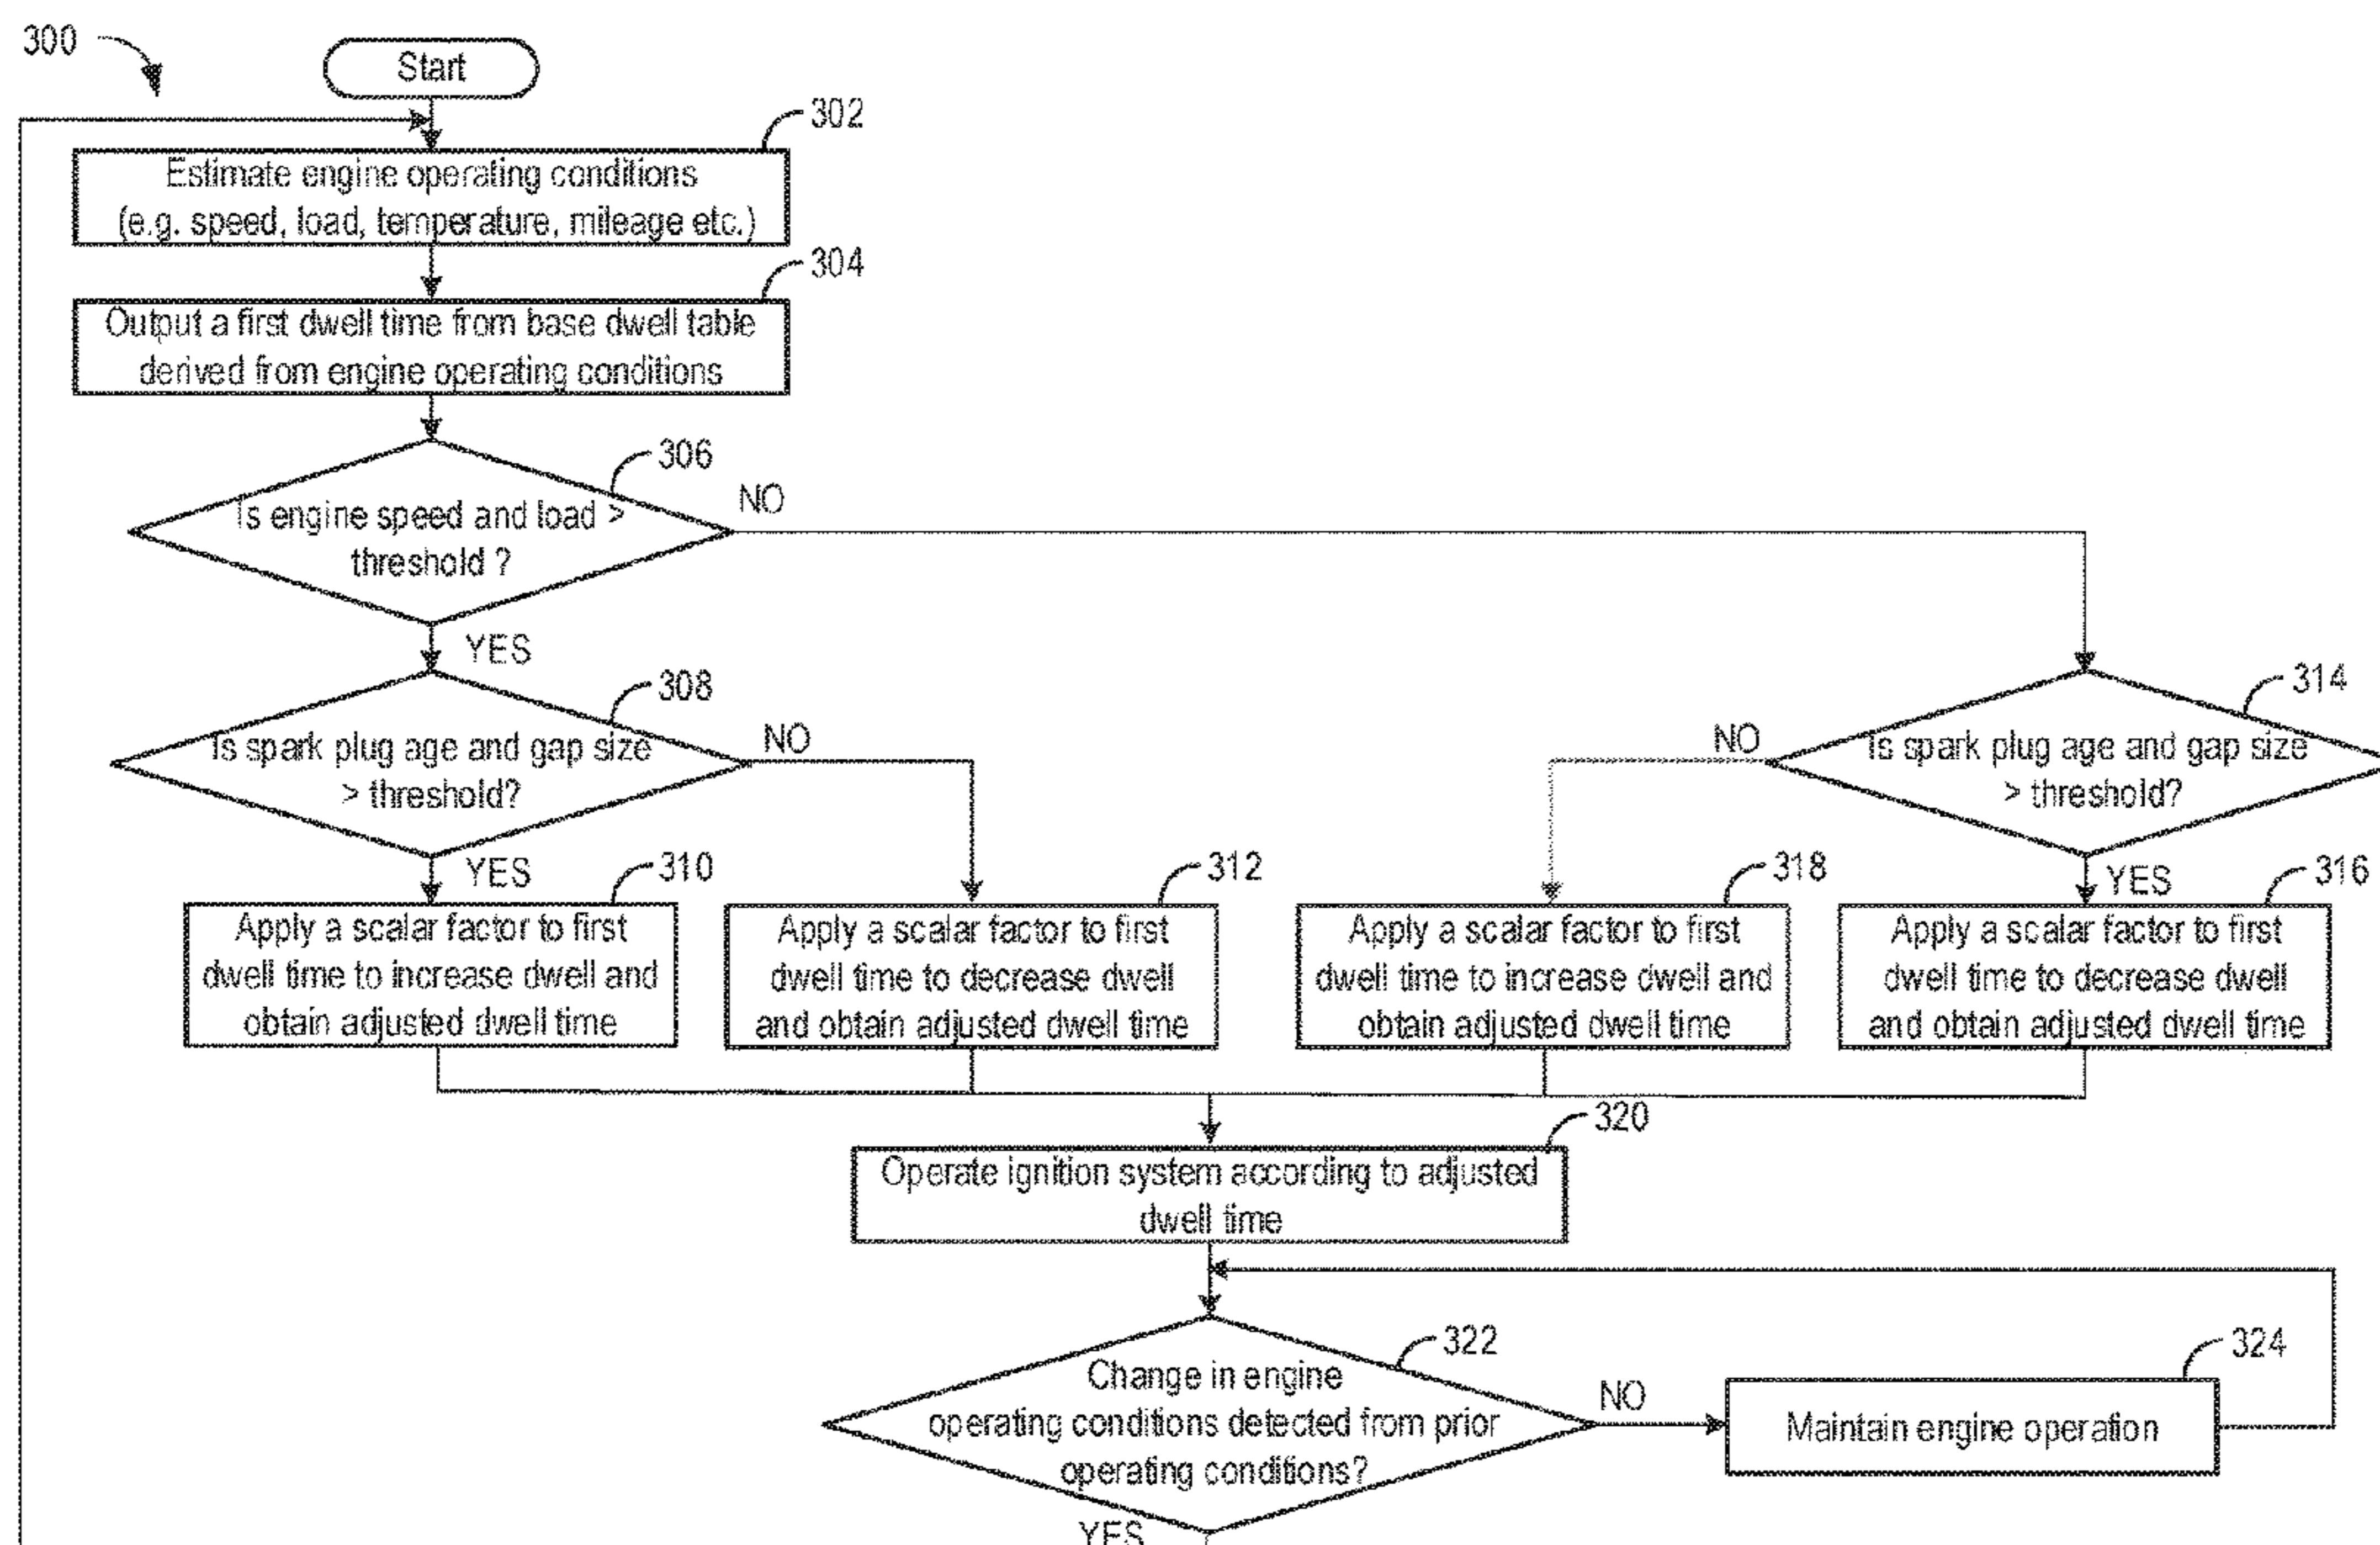 300
Start
302
Estimate engine operating conditions
(e.g. speed, load, temperature, mileage etc.)
304
Output a first dwell time from base dwell table
derived from engine operating conditions
306
Is engine speed and load >
threshold ?
NO
YES
308
Is spark plug age and gap size
> threshold?
NO
YES
314
Is spark plug age and gap size
> threshold?
NO
YES
310
Apply a scalar factor to first
dwell time to increase dwell and
obtain adjusted dwell time
312
Apply a scalar factor to first
dwell time to decrease dwell
and obtain adjusted dwell time
318
Apply a scalar factor to first
dwell time to increase dwell and
obtain adjusted dwell time
316
Apply a scalar factor to first
dwell time to decrease dwell
and obtain adjusted dwell time
320
Operate ignition system according to adjusted
dwell time
322
Change in engine
operating conditions detected from prior
operating conditions?
NO
324
Maintain engine operation
YES